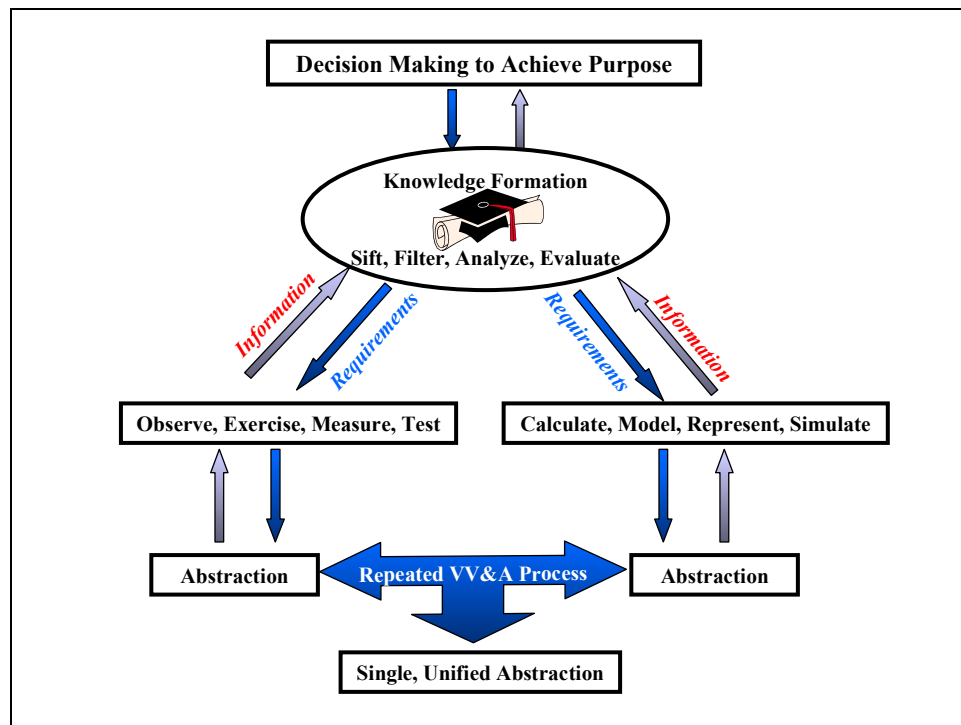 Decision Making to Achieve Purpose
Knowledge Formation
Sift, Filter, Analyze, Evaluate
Information
Requirements
Requirements
Information
Observe, Exercise, Measure, Test
Calculate, Model, Represent, Simulate
Abstraction
Repeated VV&A Process
Abstraction
Single, Unified Abstraction